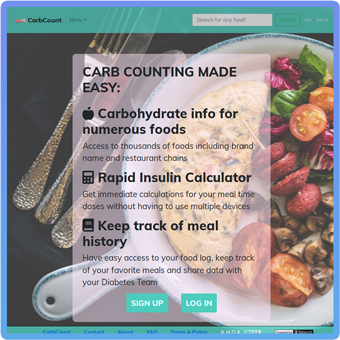 CarbCount Menu Search for any food! Search
CARB COUNTING MADE
EASY:
Carbohydrate info for
numerous foods
Access to thousands of foods including brand
name and restaurant chains
Rapid Insulin Calculator
Get immediate calculations for your meal time
doses without having to use multiple devices
Keep track of meal
history
Have easy access to your food log, keep track
of your favorite meals and share data with
your Diabetes Team
SIGN UP LOG IN
CarbCount Contact About FAQ Terms & Policy